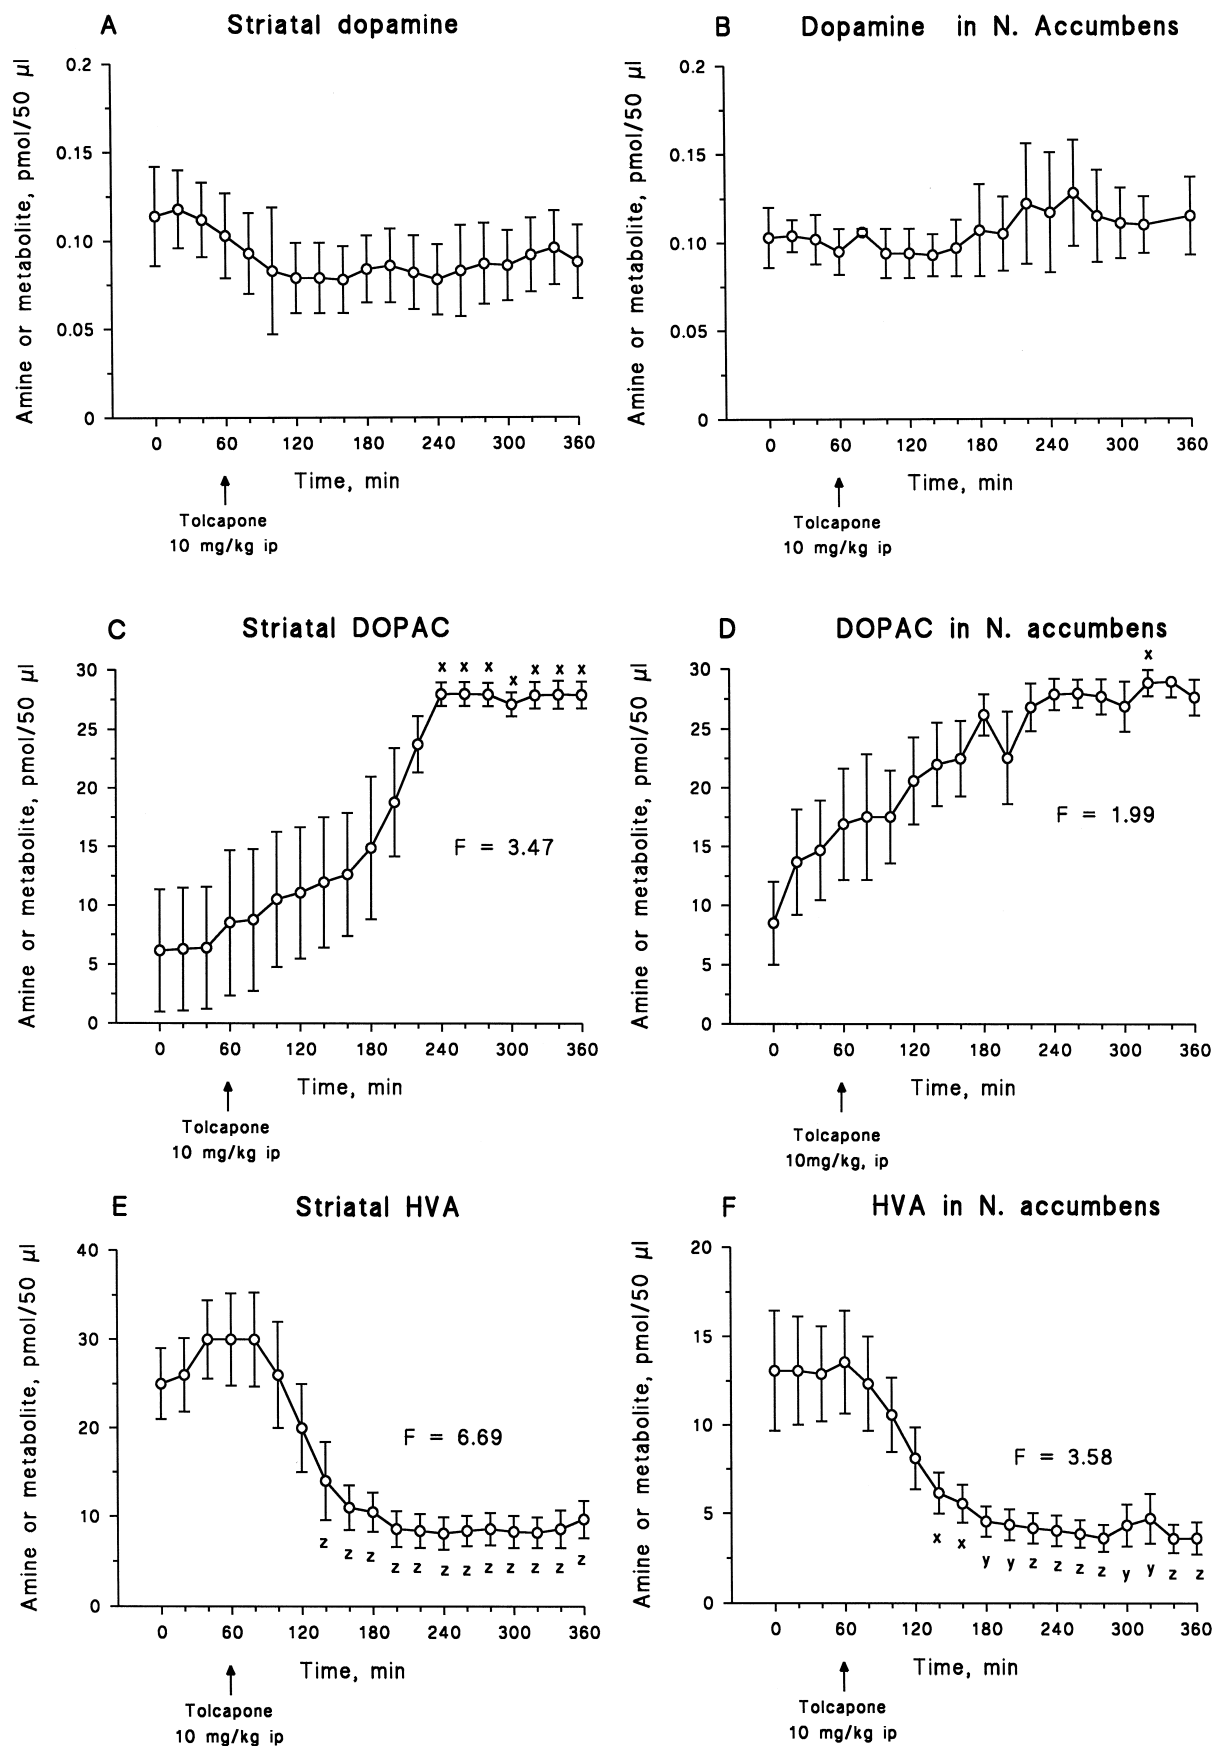 A Striatal dopamine
Amine or metabolite, pmol/50 µl
0.2
0.15
0.10
0.05
0
0 60 120 180 240 300 360
Time, min
Tolcapone
10 mg/kg ip
B Dopamine in N. Accumbens
Amine or metabolite, pmol/50 µl
0.2
0.15
0.10
0.05
0
0 60 120 180 240 300 360
Time, min
Tolcapone
10 mg/kg ip
C Striatal DOPAC
Amine or metabolite, pmol/50 µl
x x x x x x x
30
25
20
15
10
5
0
F = 3.47
0 60 120 180 240 300 360
Time, min
Tolcapone
10 mg/kg ip
D DOPAC in N. accumbens
Amine or metabolite, pmol/50 µl
x
30
25
20
15
10
5
0
F = 1.99
0 60 120 180 240 300 360
Time, min
Tolcapone
10mg/kg, ip
E Striatal HVA
Amine or metabolite, pmol/50 µl
40
30
20
10
0
F = 6.69
z z z z z z z z z z z z
0 60 120 180 240 300 360
Time, min
Tolcapone
10 mg/kg ip
F HVA in N. accumbens
Amine or metabolite, pmol/50 µl
20
15
10
5
0
F = 3.58
x x y y z z z z y y z z
0 60 120 180 240 300 360
Time, min
Tolcapone
10 mg/kg ip